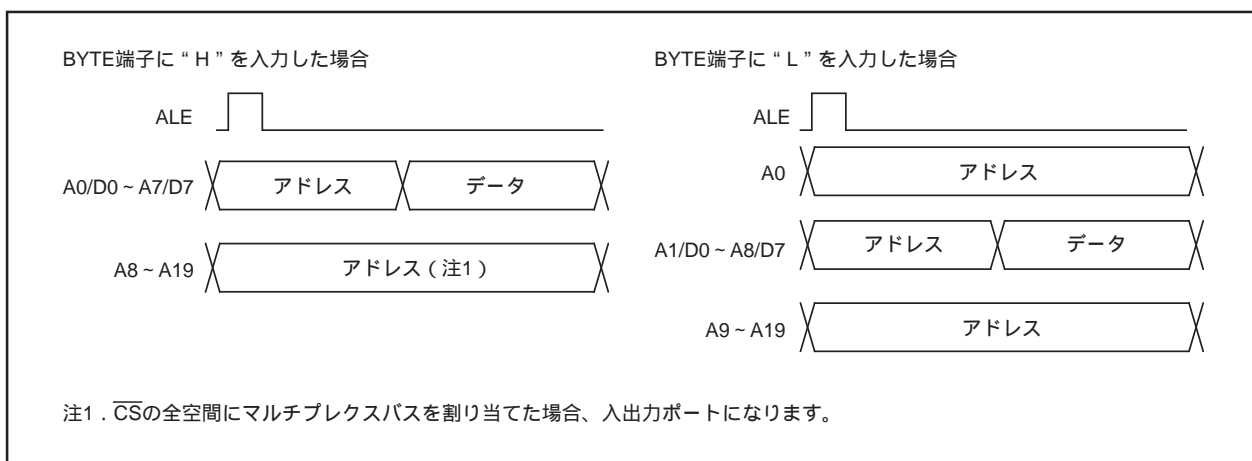 BYTE端子に“H”を入力した場合
ALE
A0/D0 ~ A7/D7
アドレス
データ
A8 ~ A19
アドレス(注1)
BYTE端子に“L”を入力した場合
ALE
A0
アドレス
A1/D0 ~ A8/D7
アドレス
データ
A9 ~ A19
アドレス
注1.C̅S̅の全空間にマルチプレクスバスを割り当てた場合、入出力ポートになります。